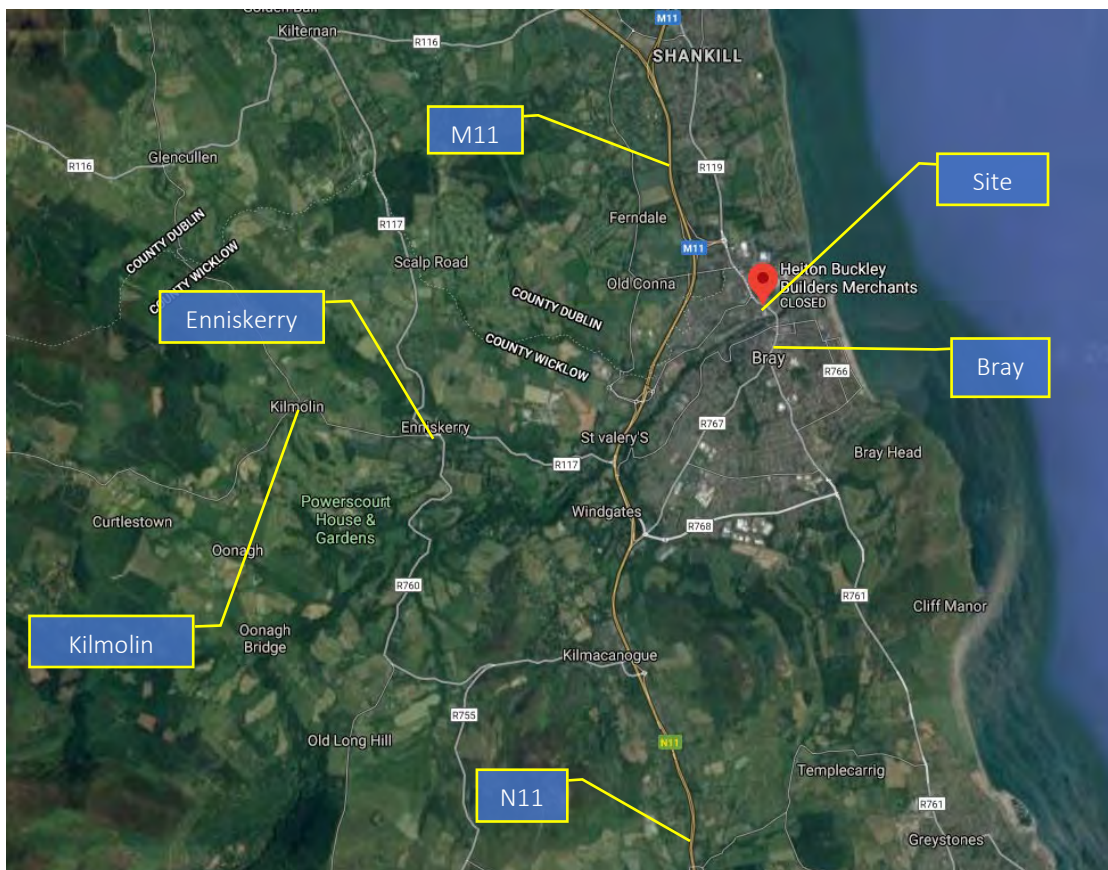 Golden Ball
M11
Kilternan
R116
SHANKILL
M11
Glencullen
R116
R119
Site
COUNTY DUBLIN
COUNTY WICKLOW
R117
Ferndale
M11
Scalp Road
Old Conna
Heiton Buckley
Builders Merchants
CLOSED
Enniskerry
COUNTY DUBLIN
COUNTY WICKLOW
Bray
R766
Bray
Kilmolin
Enniskerry
St valery'S
R767
R117
Bray Head
Powerscourt
House &
Gardens
Curtlestown
Windgates
R768
Oonagh
R760
R761
Cliff Manor
Oonagh
Bridge
Kilmolin
Kilmacanogue
R755
Old Long Hill
N11
Templecarrig
N11
R761
Greystones